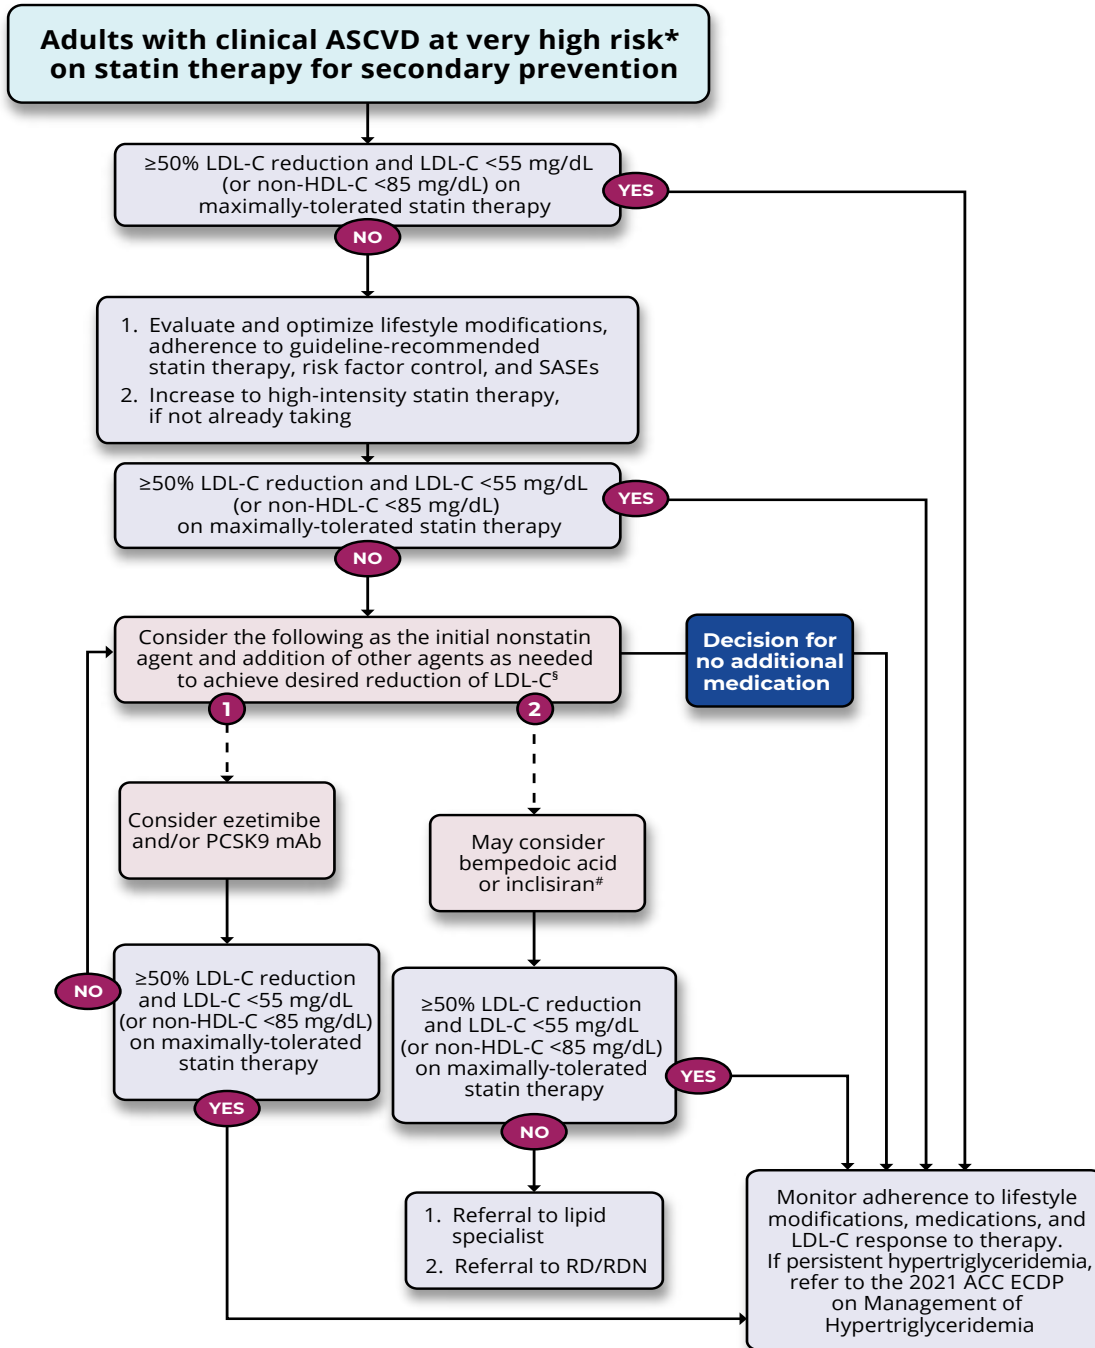 Adults with clinical ASCVD at very high risk*
on statin therapy for secondary prevention
≥50% LDL-C reduction and LDL-C <55 mg/dL
(or non-HDL-C <85 mg/dL) on
maximally-tolerated statin therapy
YES
NO
1. Evaluate and optimize lifestyle modifications,
adherence to guideline-recommended
statin therapy, risk factor control, and SASEs
2. Increase to high-intensity statin therapy,
if not already taking
≥50% LDL-C reduction and LDL-C <55 mg/dL
(or non-HDL-C <85 mg/dL)
on maximally-tolerated statin therapy
YES
NO
Consider the following as the initial nonstatin
agent and addition of other agents as needed
to achieve desired reduction of LDL-C§
Decision for
no additional
medication
1
2
Consider ezetimibe
and/or PCSK9 mAb
May consider
bempedoic acid
or inclisiran#
≥50% LDL-C reduction
and LDL-C <55 mg/dL
(or non-HDL-C <85 mg/dL)
on maximally-tolerated
statin therapy
NO
YES
≥50% LDL-C reduction
and LDL-C <55 mg/dL
(or non-HDL-C <85 mg/dL)
on maximally-tolerated
statin therapy
YES
NO
1. Referral to lipid
specialist
2. Referral to RD/RDN
Monitor adherence to lifestyle
modifications, medications, and
LDL-C response to therapy.
If persistent hypertriglyceridemia,
refer to the 2021 ACC ECDP
on Management of
Hypertriglyceridemia